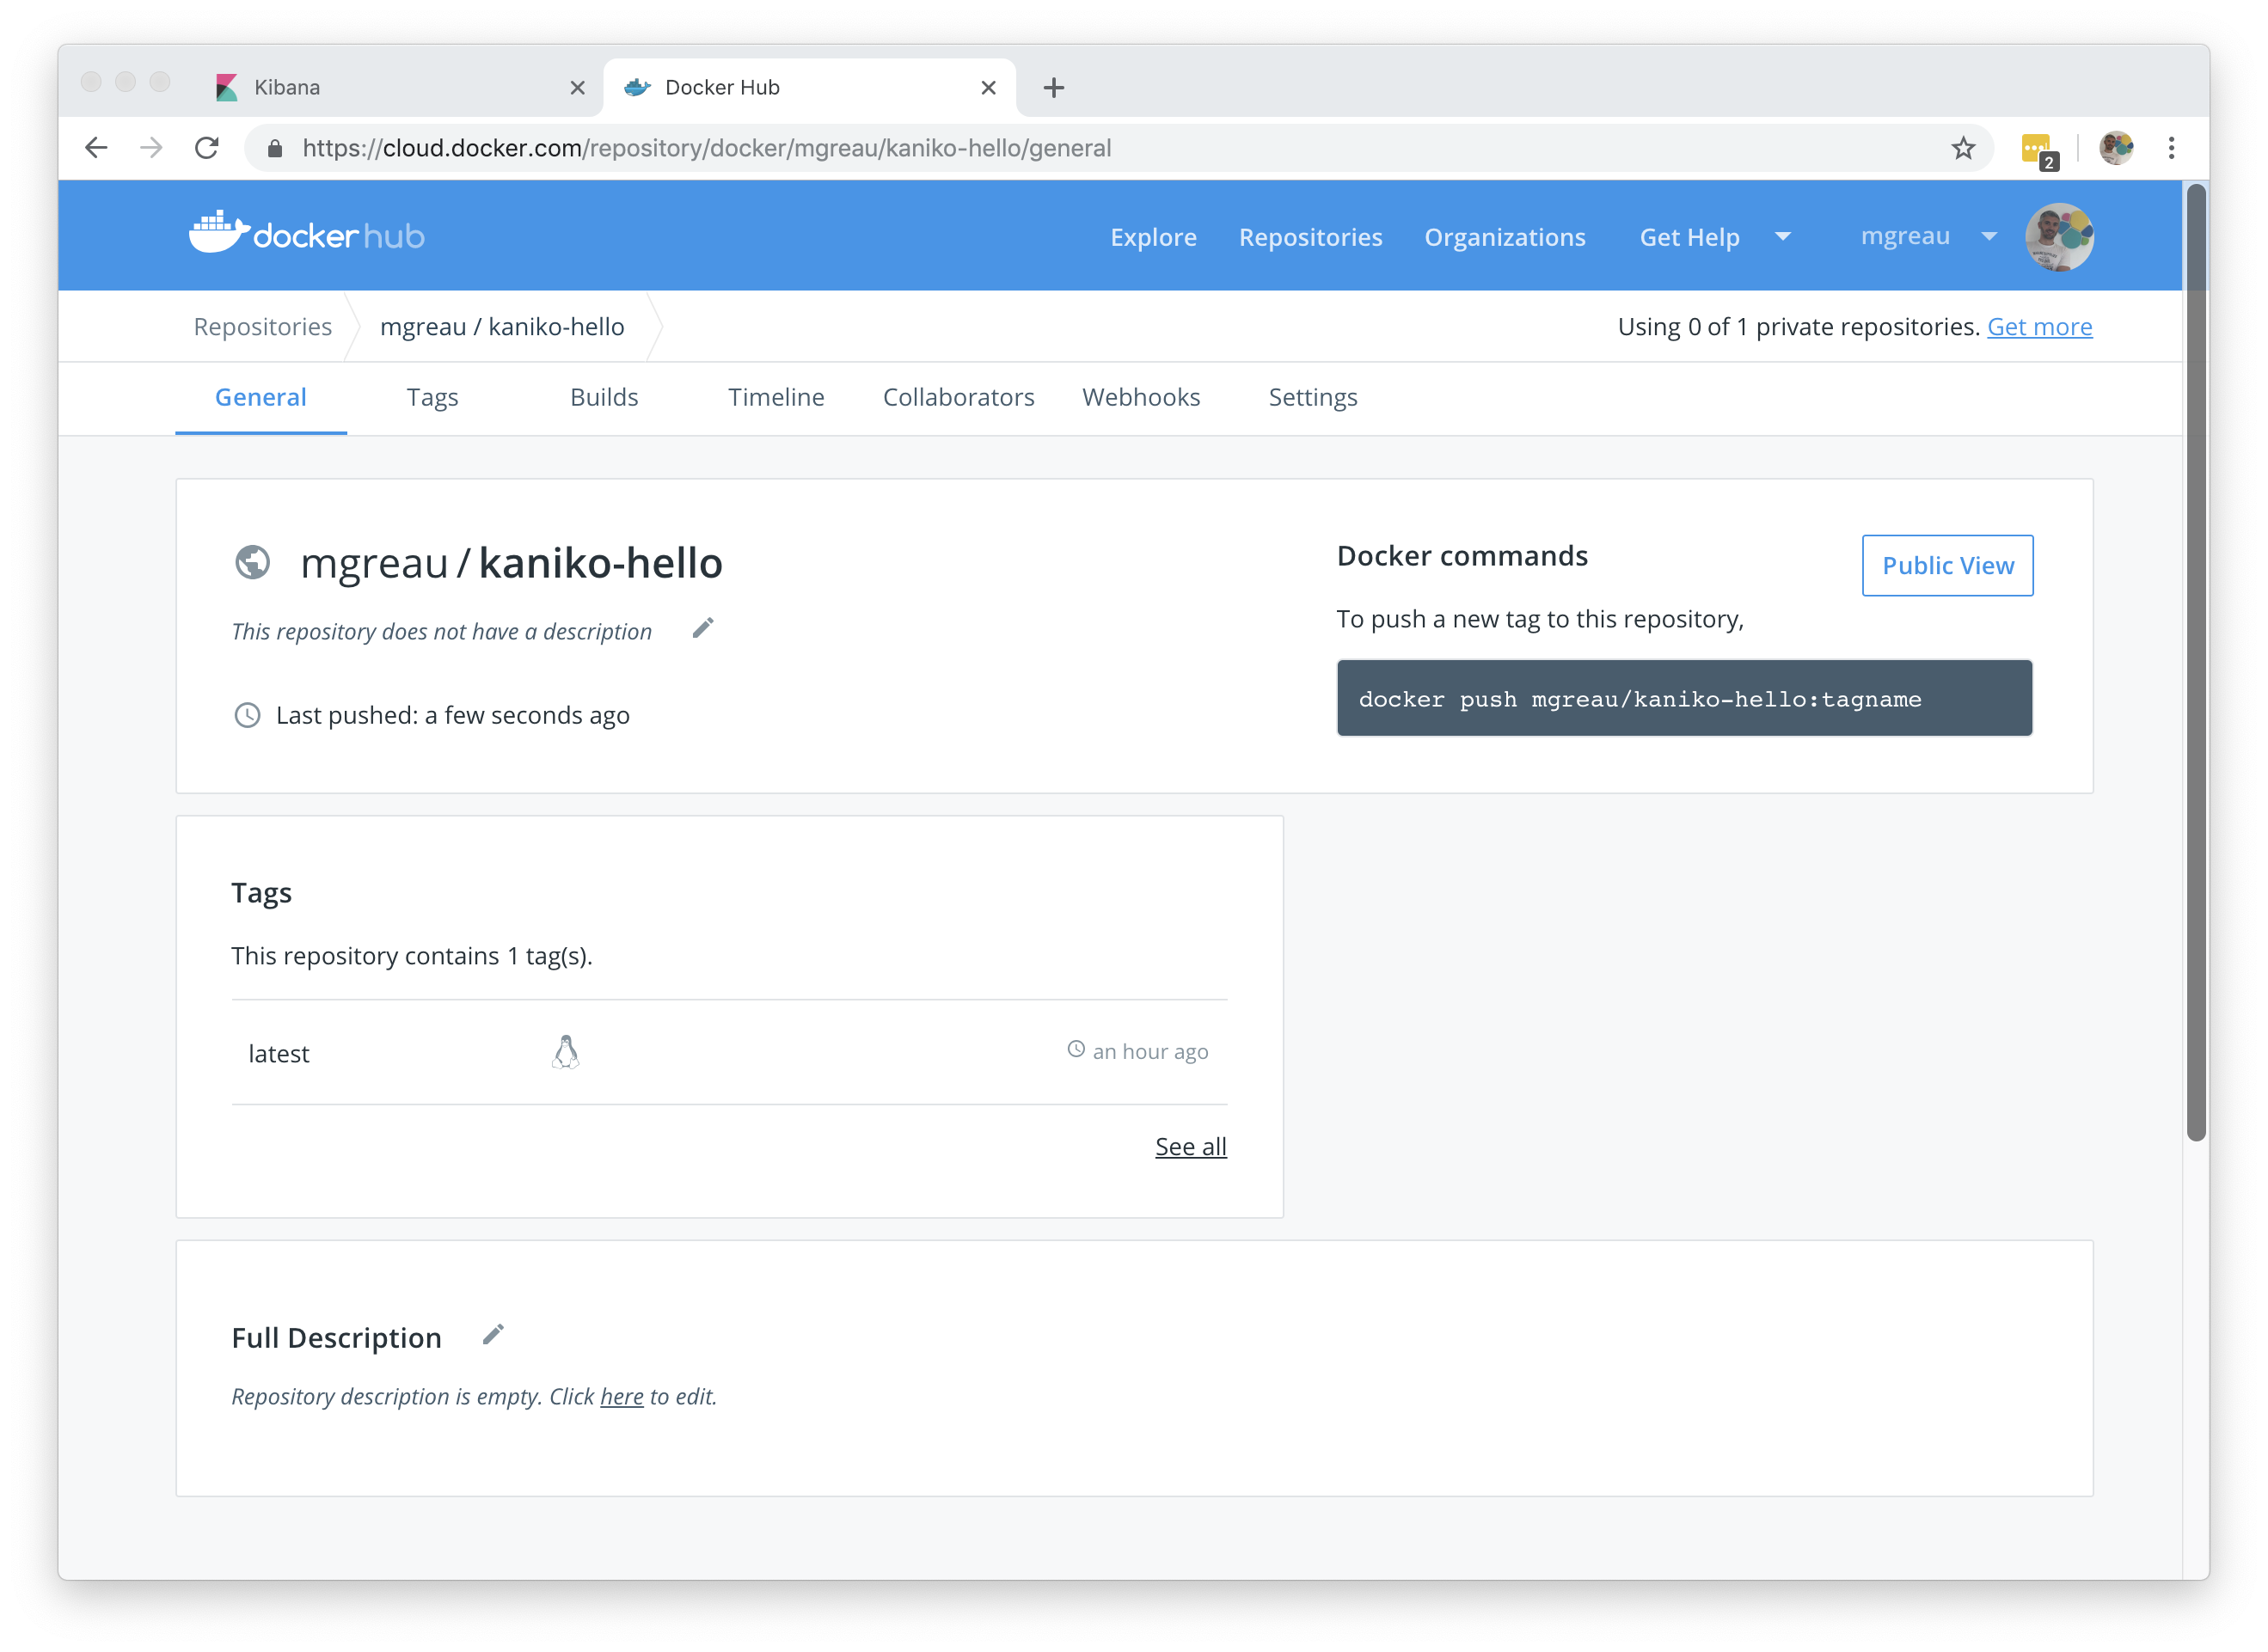 Kibana
Docker Hub
https://cloud.docker.com/repository/docker/mgreau/kaniko-hello/general
2
docker hub
Explore
Repositories
Organizations
Get Help
mgreau
Repositories
mgreau / kaniko-hello
Using 0 of 1 private repositories. Get more
General
Tags
Builds
Timeline
Collaborators
Webhooks
Settings
mgreau / kaniko-hello
This repository does not have a description
Last pushed: a few seconds ago
Docker commands
Public View
To push a new tag to this repository,
docker push mgreau/kaniko-hello:tagname
Tags
This repository contains 1 tag(s).
latest
an hour ago
See all
Full Description
Repository description is empty. Click here to edit.